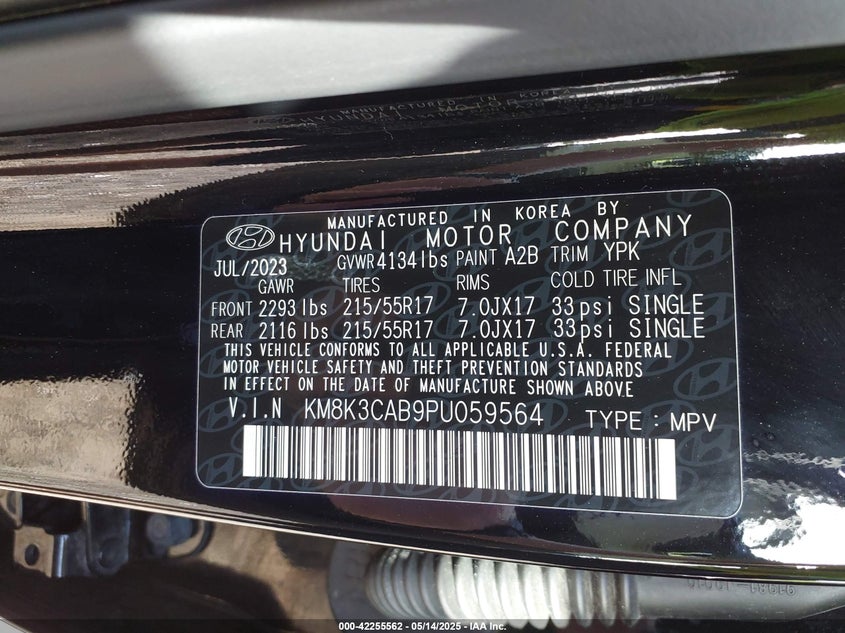 MANUFACTURED IN KOREA BY
HYUNDAI MOTOR COMPANY
JUL/2023 GVWR 4134lbs PAINT A2B TRIM YPK
GAWR TIRES RIMS COLD TIRE INFL
FRONT 2293lbs 215/55R17 7.0JX17 33psi SINGLE
REAR 2116lbs 215/55R17 7.0JX17 33psi SINGLE
THIS VEHICLE CONFORMS TO ALL APPLICABLE U.S.A. FEDERAL
MOTOR VEHICLE SAFETY AND THEFT PREVENTION STANDARDS
IN EFFECT ON THE DATE OF MANUFACTURE SHOWN ABOVE
V.I.N KM8K3CAB9PU059564 TYPE : MPV
000-42255562 - 05/14/2025 - IAA Inc.